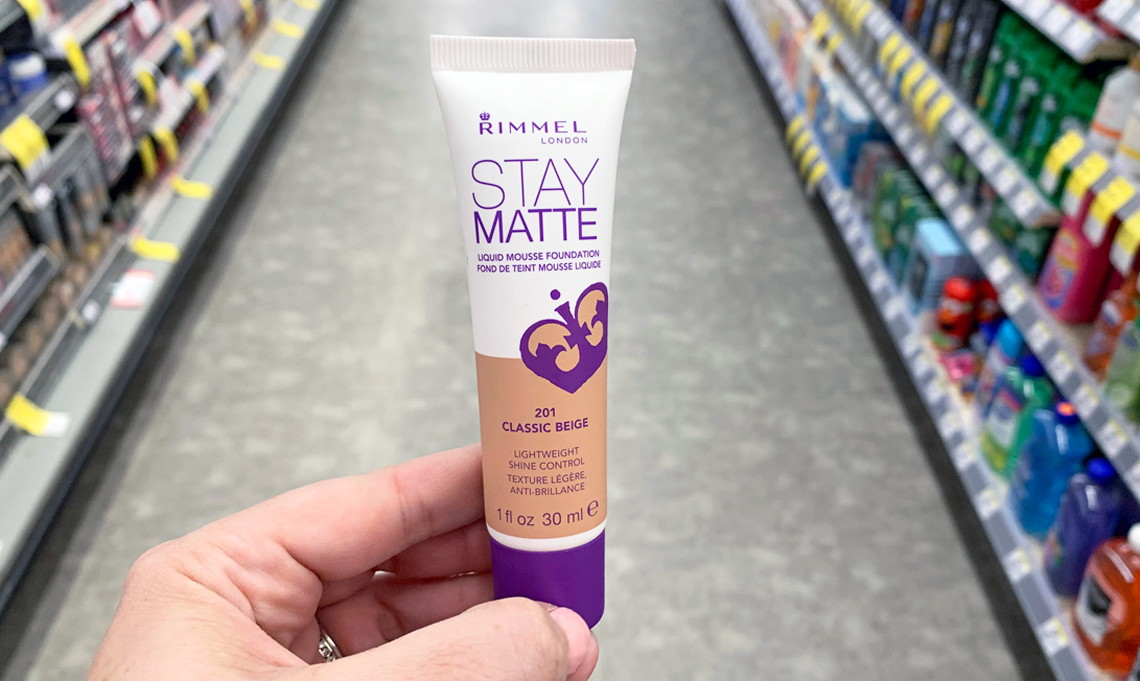 RIMMEL
LONDON
STAY
MATTE
LIQUID MOUSSE FOUNDATION
FOND DE TEINT MOUSSE LIQUIDE
201
CLASSIC BEIGE
LIGHTWEIGHT
SHINE CONTROL
TEXTURE LÉGÈRE,
ANTI-BRILLANCE
1 fl oz 30 ml ℮